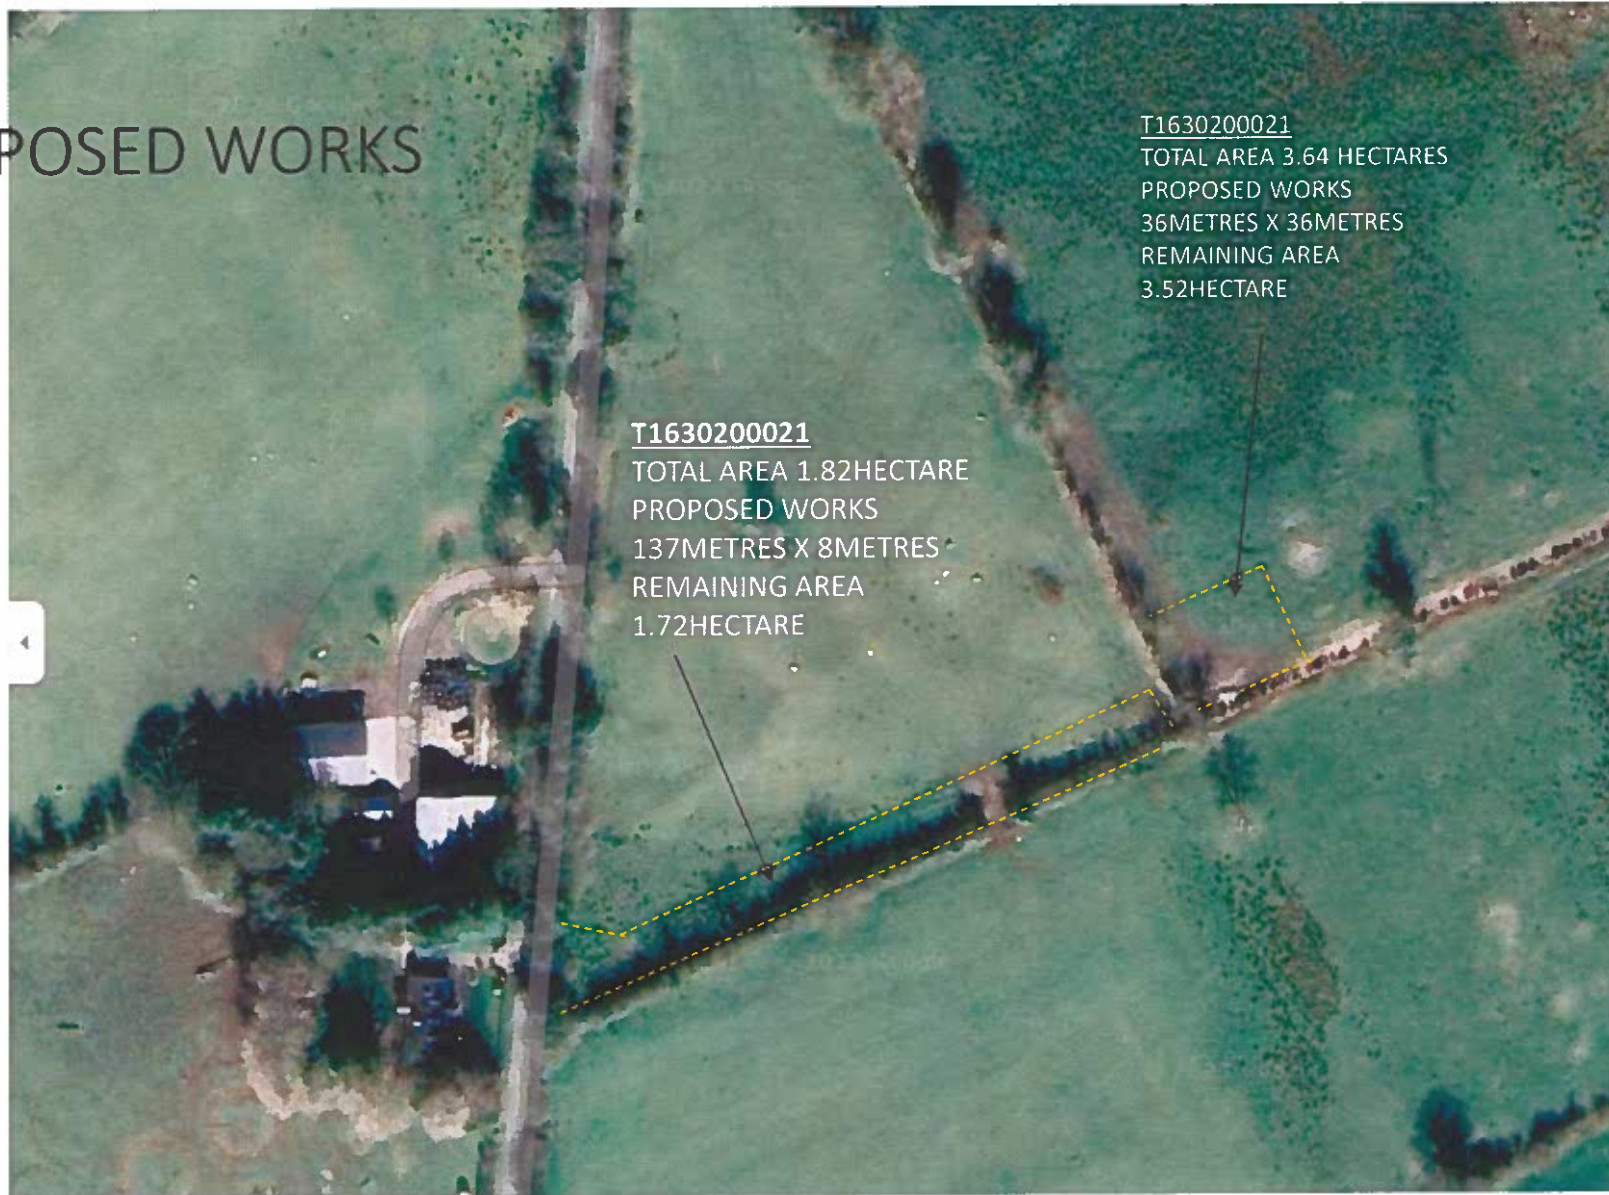 POSED WORKS
T1630200021
TOTAL AREA 3.64 HECTARES
PROPOSED WORKS
36METRES X 36METRES
REMAINING AREA
3.52HECTARE
T1630200021
TOTAL AREA 1.82HECTARE
PROPOSED WORKS
137METRES X 8METRES
REMAINING AREA
1.72HECTARE